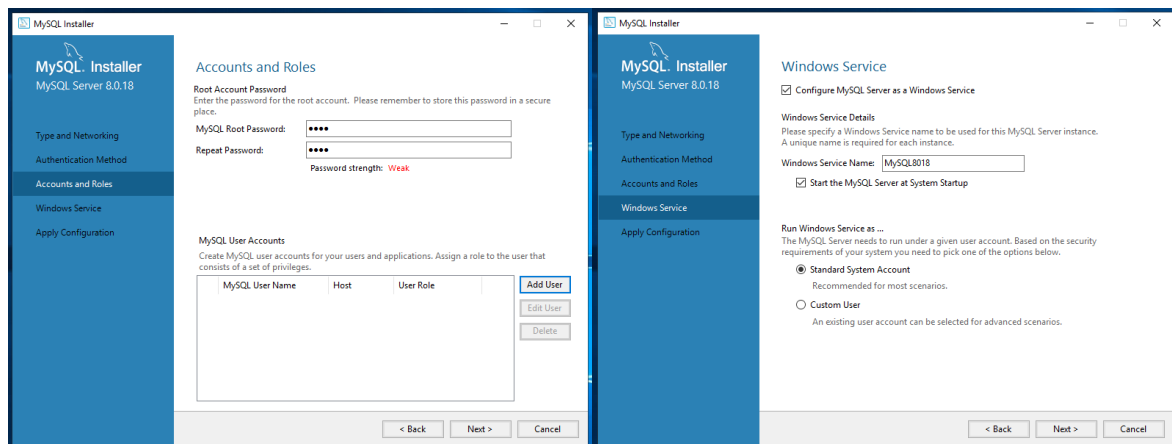 MySQL Installer
MySQL. Installer
MySQL Server 8.0.18
Type and Networking
Authentication Method
Accounts and Roles
Windows Service
Apply Configuration
Accounts and Roles
Root Account Password
Enter the password for the root account. Please remember to store this password in a secure
place.
MySQL Root Password:
Repeat Password:
Password strength: Weak
MySQL User Accounts
Create MySQL user accounts for your users and applications. Assign a role to the user that
consists of a set of privileges.
MySQL User Name Host User Role
Add User
Edit User
Delete
< Back Next > Cancel
MySQL Installer
MySQL. Installer
MySQL Server 8.0.18
Type and Networking
Authentication Method
Accounts and Roles
Windows Service
Apply Configuration
Windows Service
Configure MySQL Server as a Windows Service
Windows Service Details
Please specify a Windows Service name to be used for this MySQL Server instance.
A unique name is required for each instance.
Windows Service Name: MySQL8018
Start the MySQL Server at System Startup
Run Windows Service as ...
The MySQL Server needs to run under a given user account. Based on the security
requirements of your system you need to pick one of the options below.
Standard System Account
Recommended for most scenarios.
Custom User
An existing user account can be selected for advanced scenarios.
< Back Next > Cancel